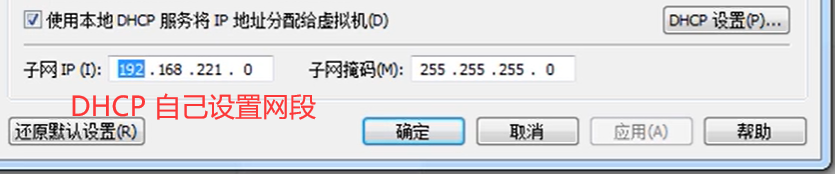 使用本地 DHCP 服务将 IP 地址分配给虚拟机(D)
DHCP 设置(P)...
子网 IP (I): 192 .168 .221 . 0 子网掩码(M): 255 .255 .255 . 0
DHCP 自己设置网段
还原默认设置(R) 确定 取消 应用(A) 帮助